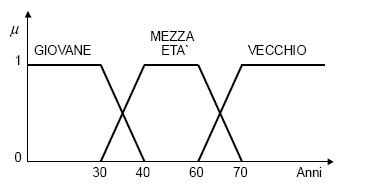 μ
GIOVANE
MEZZA
ETA`
VECCHIO
1
0
30
40
60
70
Anni